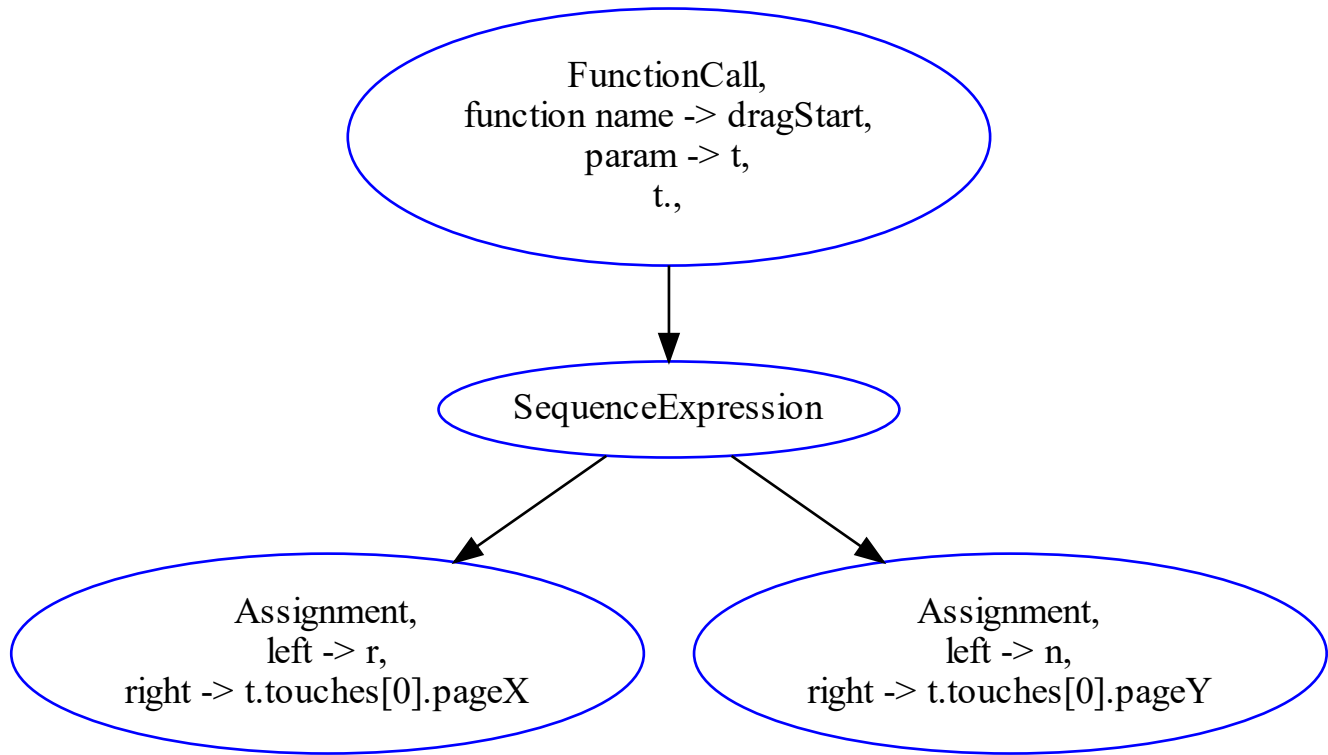 FunctionCall,
function name -> dragStart,
param -> t,
t.,
SequenceExpression
Assignment,
left -> r,
right -> t.touches[0].pageX
Assignment,
left -> n,
right -> t.touches[0].pageY